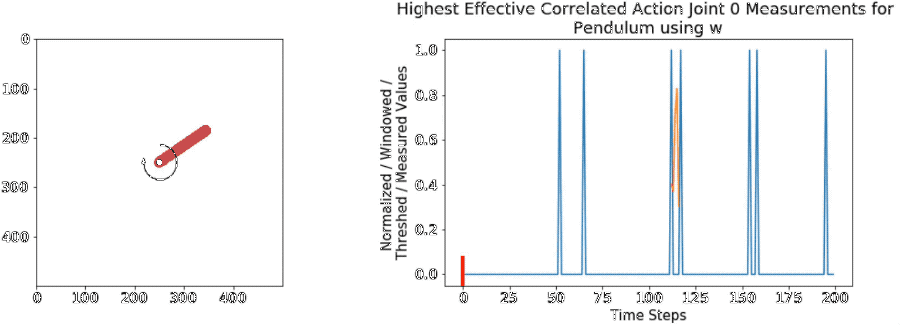 Highest Effective Correlated Action Joint 0 Measurements for
Pendulum using w
0
100
200
300
400
0 100 200 300 400
Normalized / Windowed /
Threshed / Measured Values
1.0
0.8
0.6
0.4
0.2
0.0
0 25 50 75 100 125 150 175 200
Time Steps